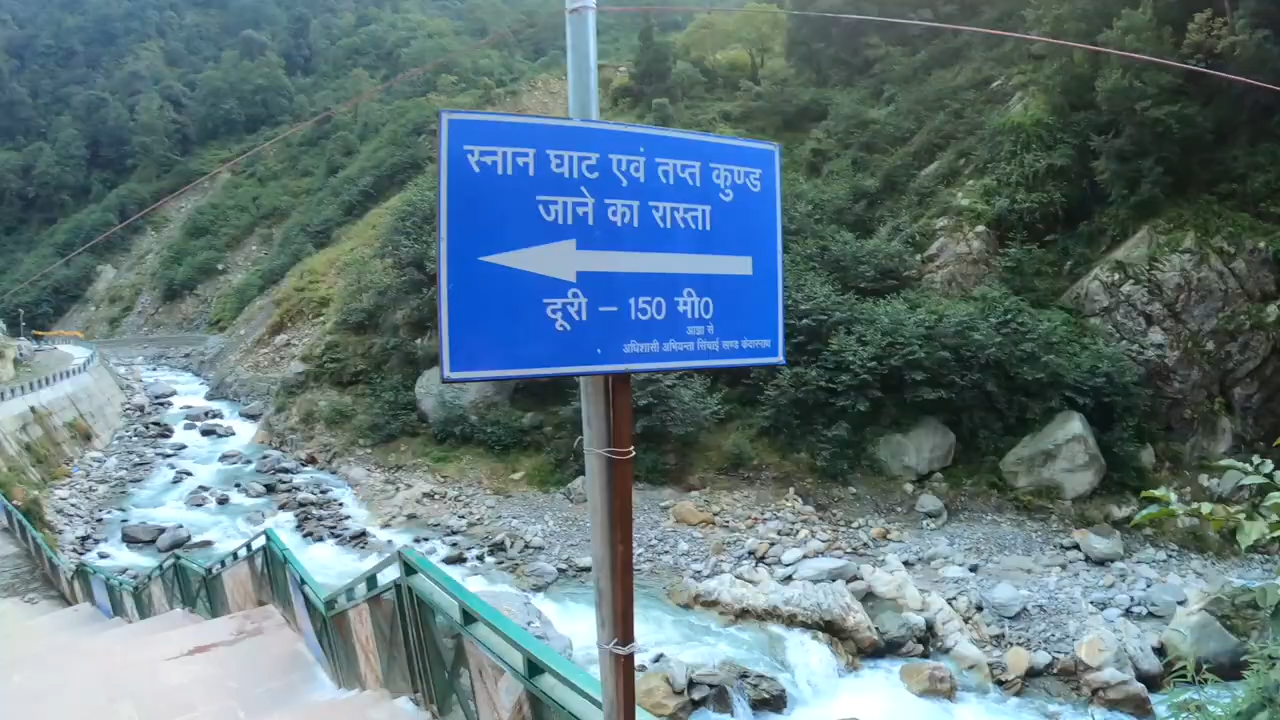 स्नान घाट एवं तप्त कुण्ड
जाने का रास्ता
दूरी – 150 मी0
आज्ञा से
अधिशासी अभियन्ता सिंचाई खण्ड केदारनाथ